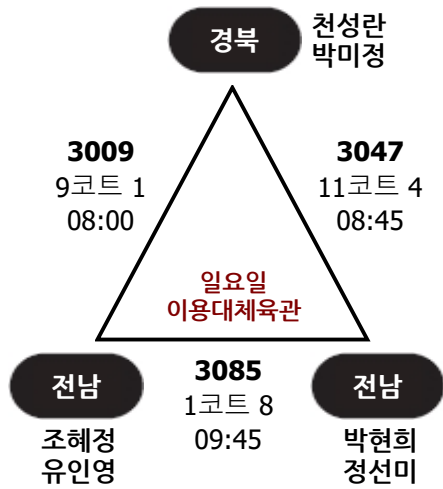 경북
천성란
박미정
3009
9코트 1
08:00
3047
11코트 4
08:45
일요일
이용대체육관
전남
조혜정
유인영
3085
1코트 8
09:45
전남
박현희
정선미